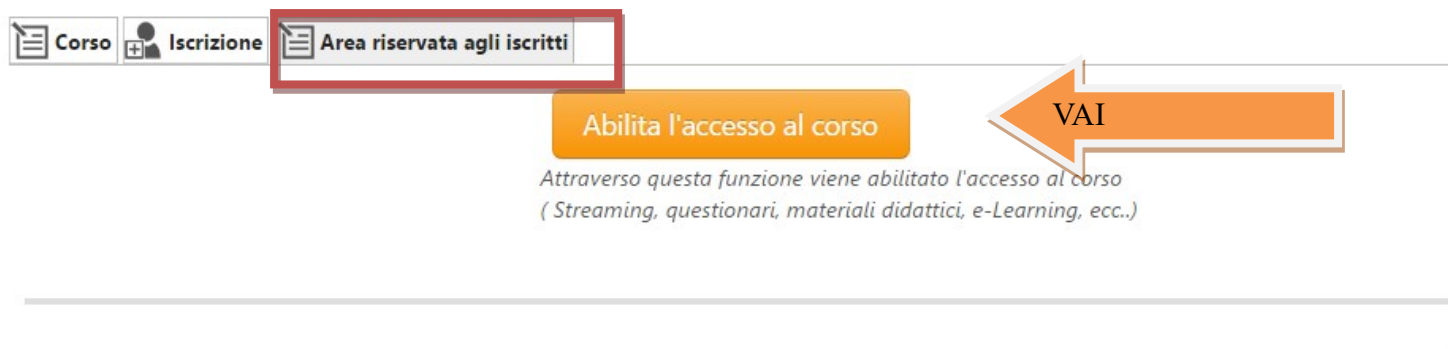 Corso Iscrizione Area riservata agli iscritti
Abilita l'accesso al corso
VAI
Attraverso questa funzione viene abilitato l'accesso al corso
( Streaming, questionari, materiali didattici, e-Learning, ecc..)